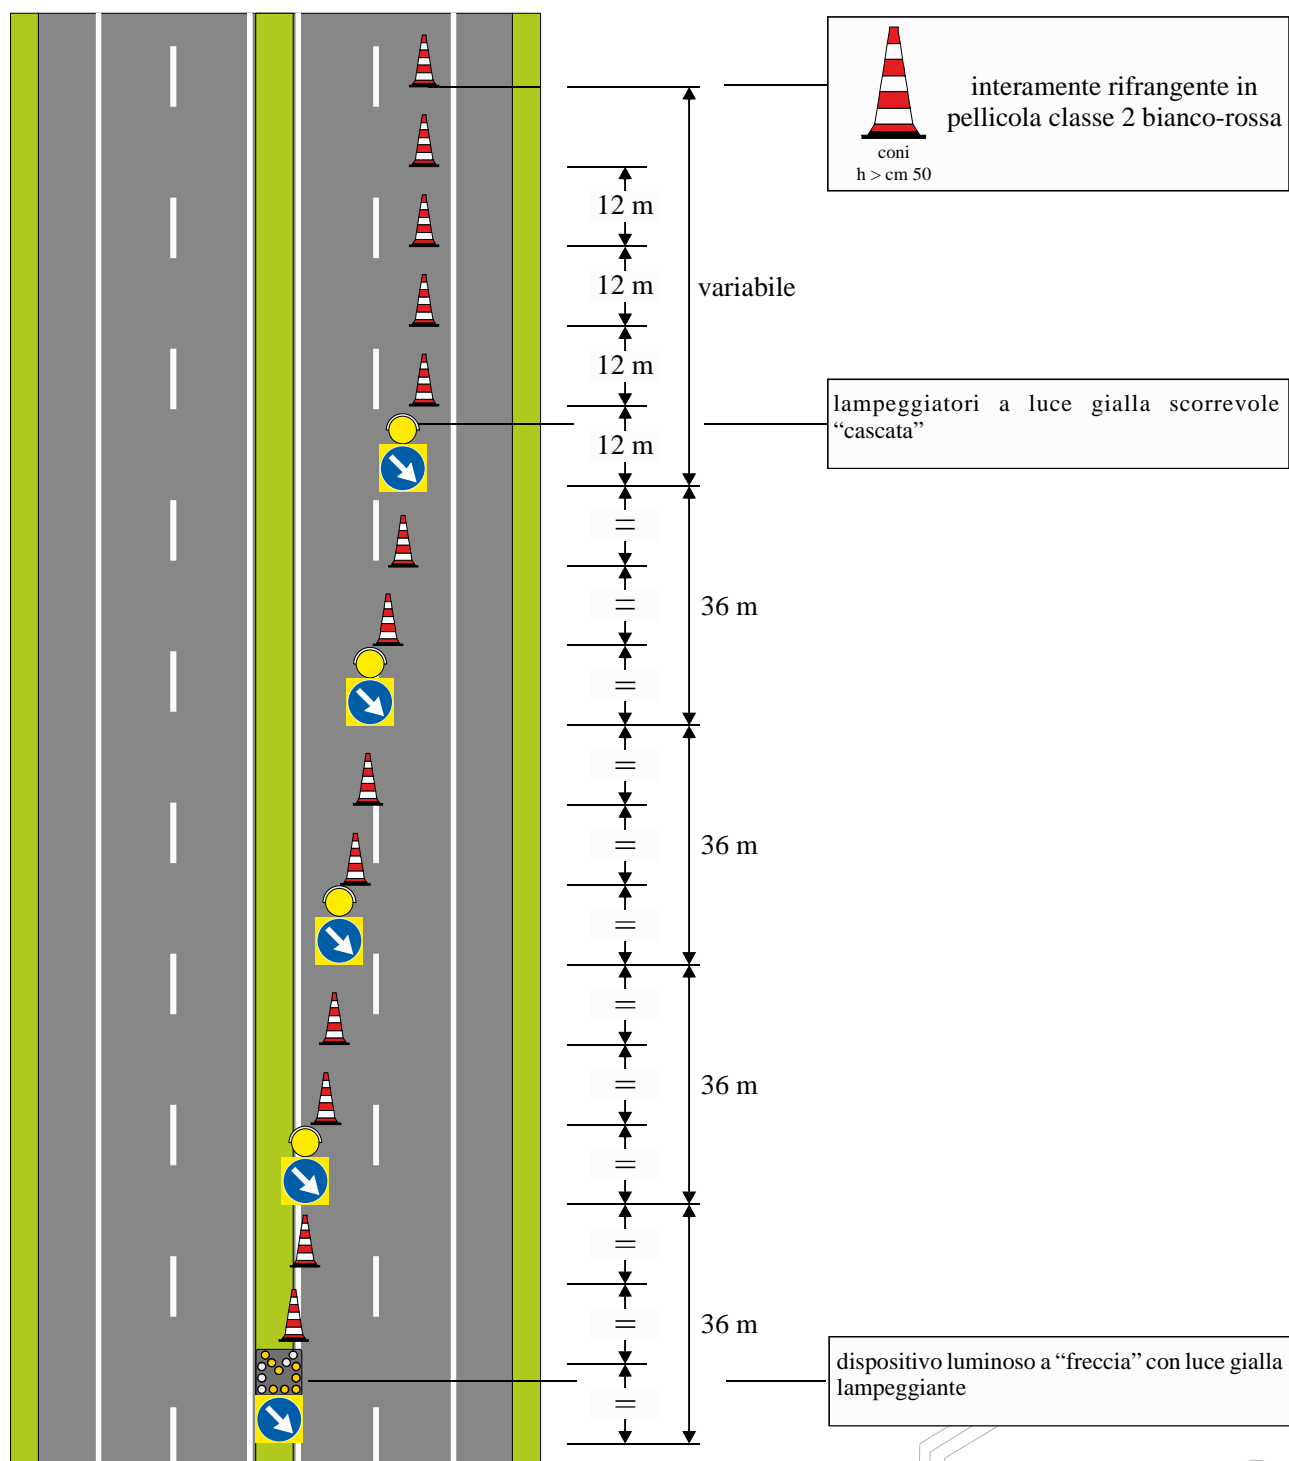 interamente rifrangente in
pellicola classe 2 bianco-rossa
coni
h > cm 50
12 m
12 m
variabile
12 m
lampeggiatori a luce gialla scorrevole
“cascata”
12 m
=
=
36 m
=
=
=
36 m
=
=
=
36 m
=
=
=
36 m
dispositivo luminoso a “freccia” con luce gialla
lampeggiante
=